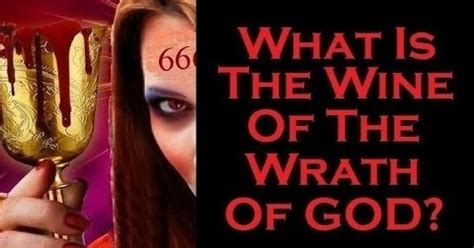 666
What Is
The Wine
Of The
Wrath
Of GOD?